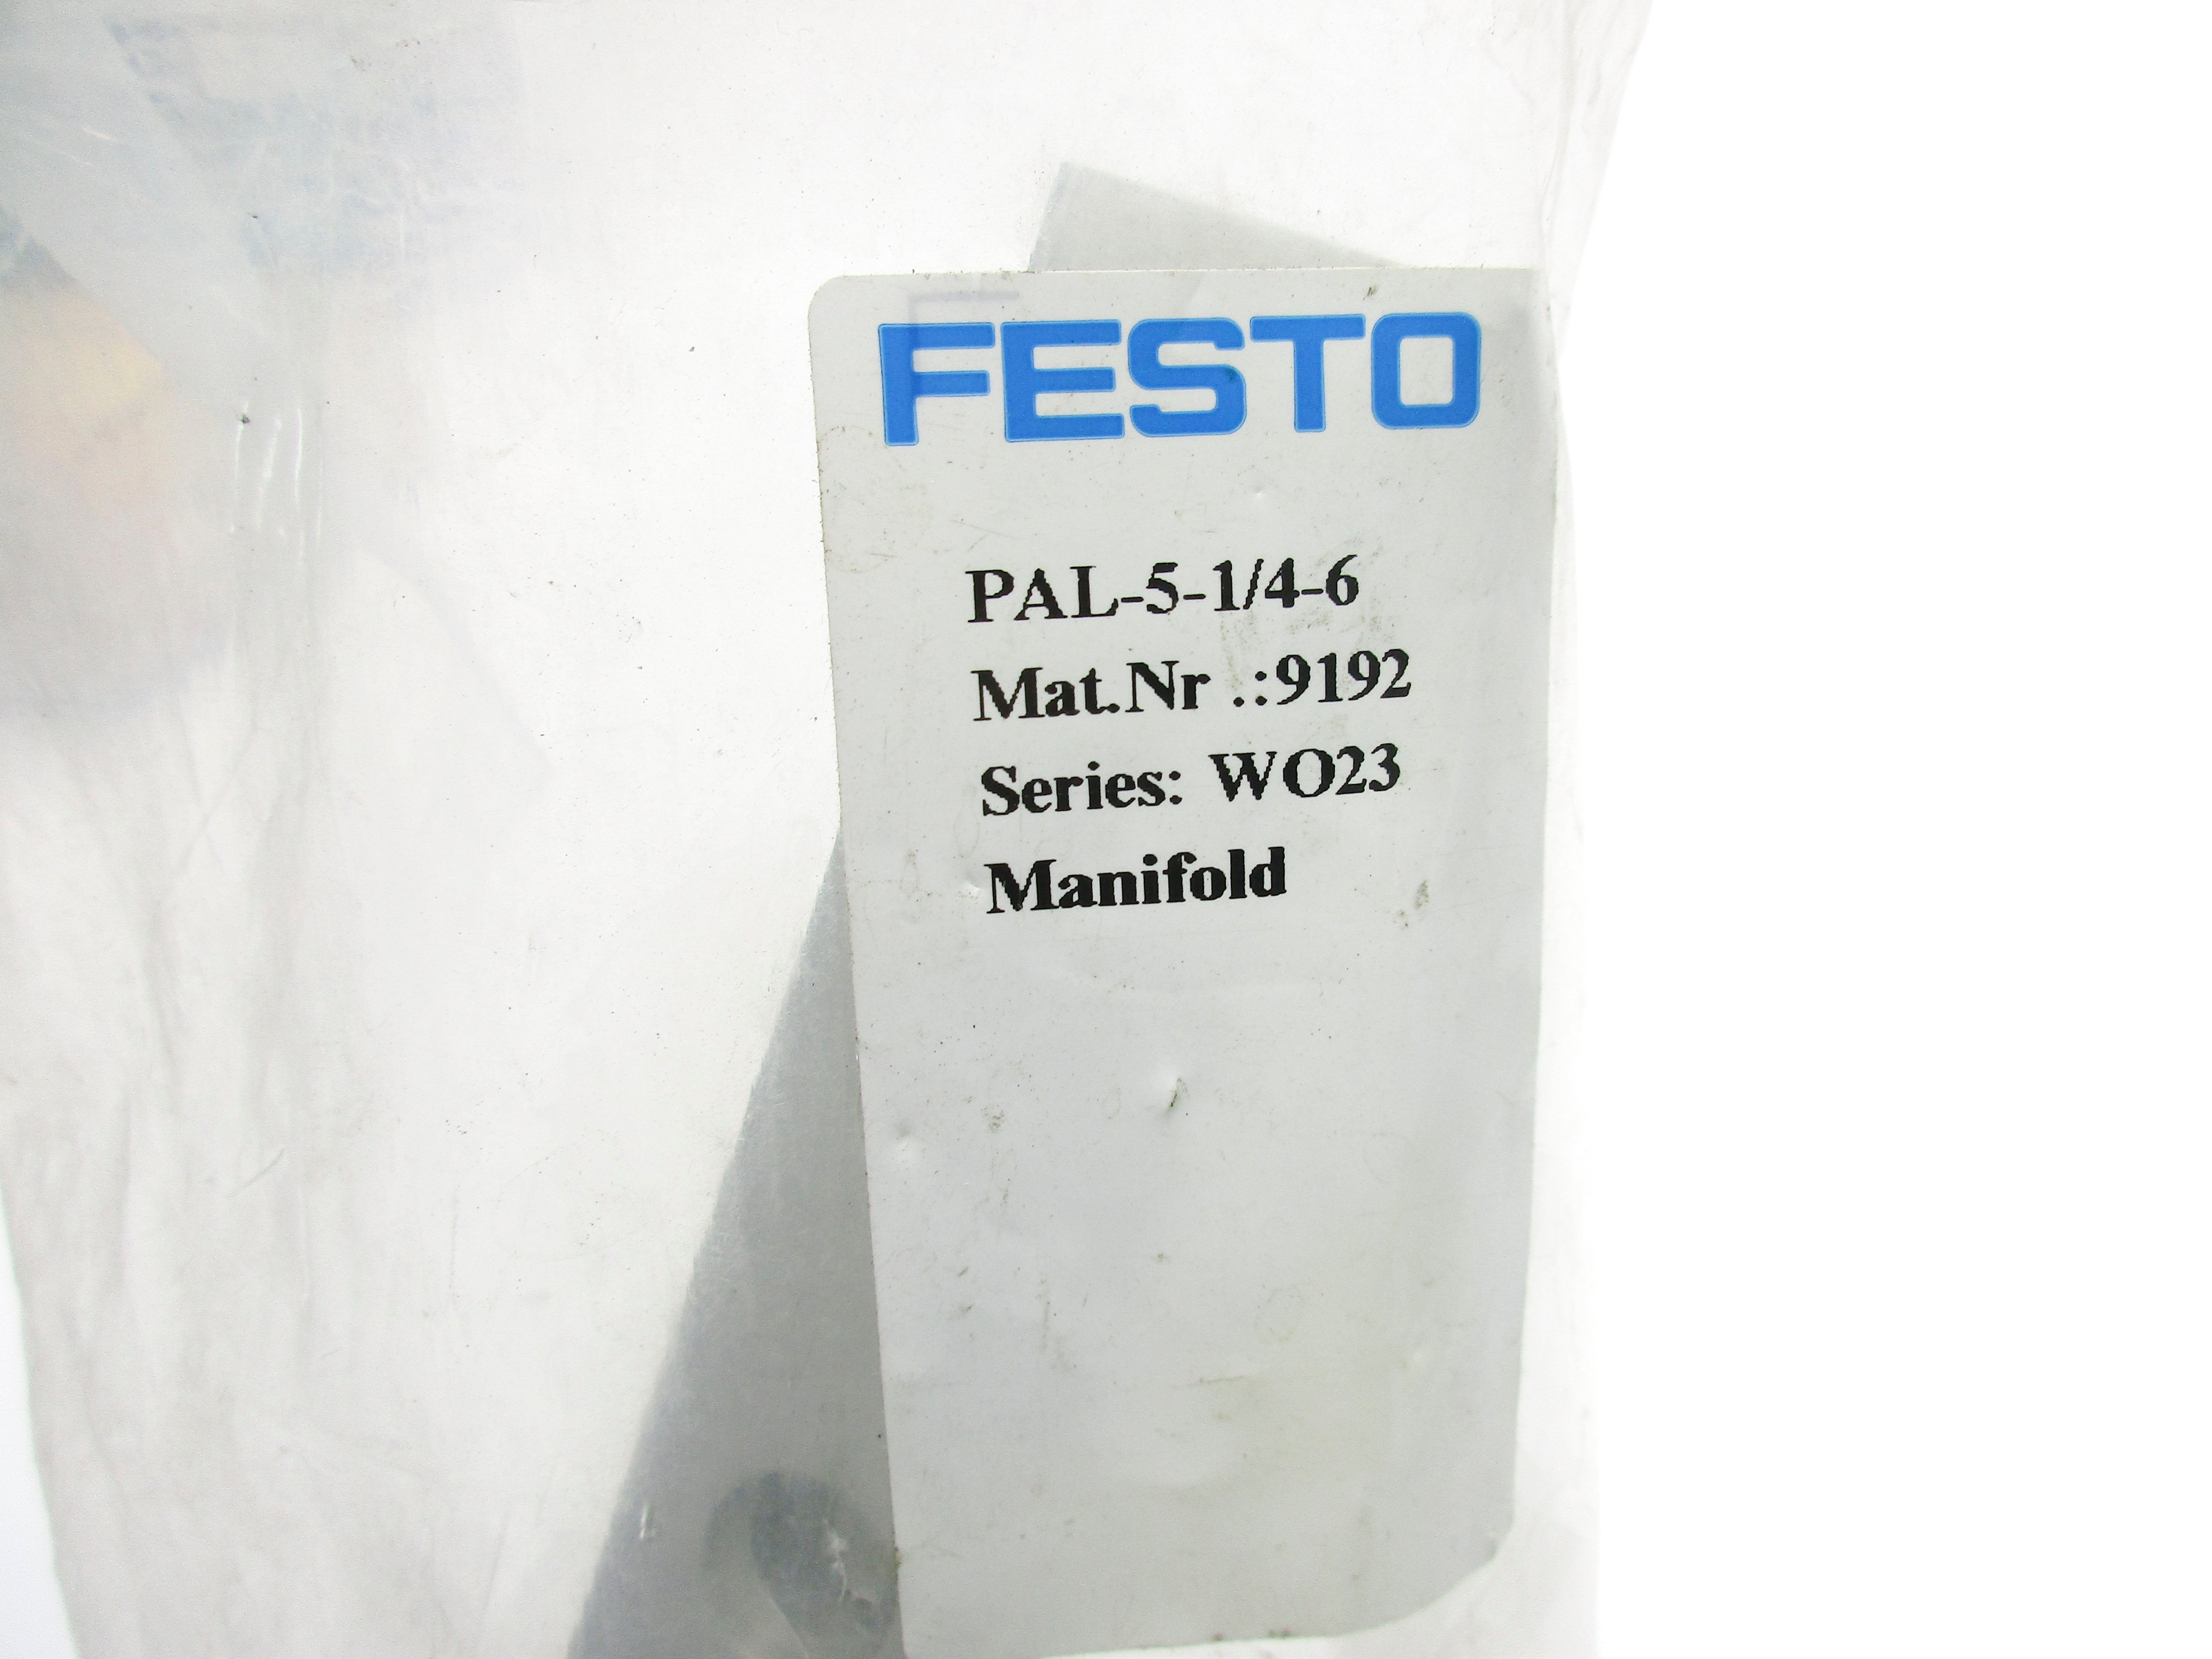 FESTO
PAL-5-1/4-6
Mat.Nr .:9192
Series: WO23
Manifold